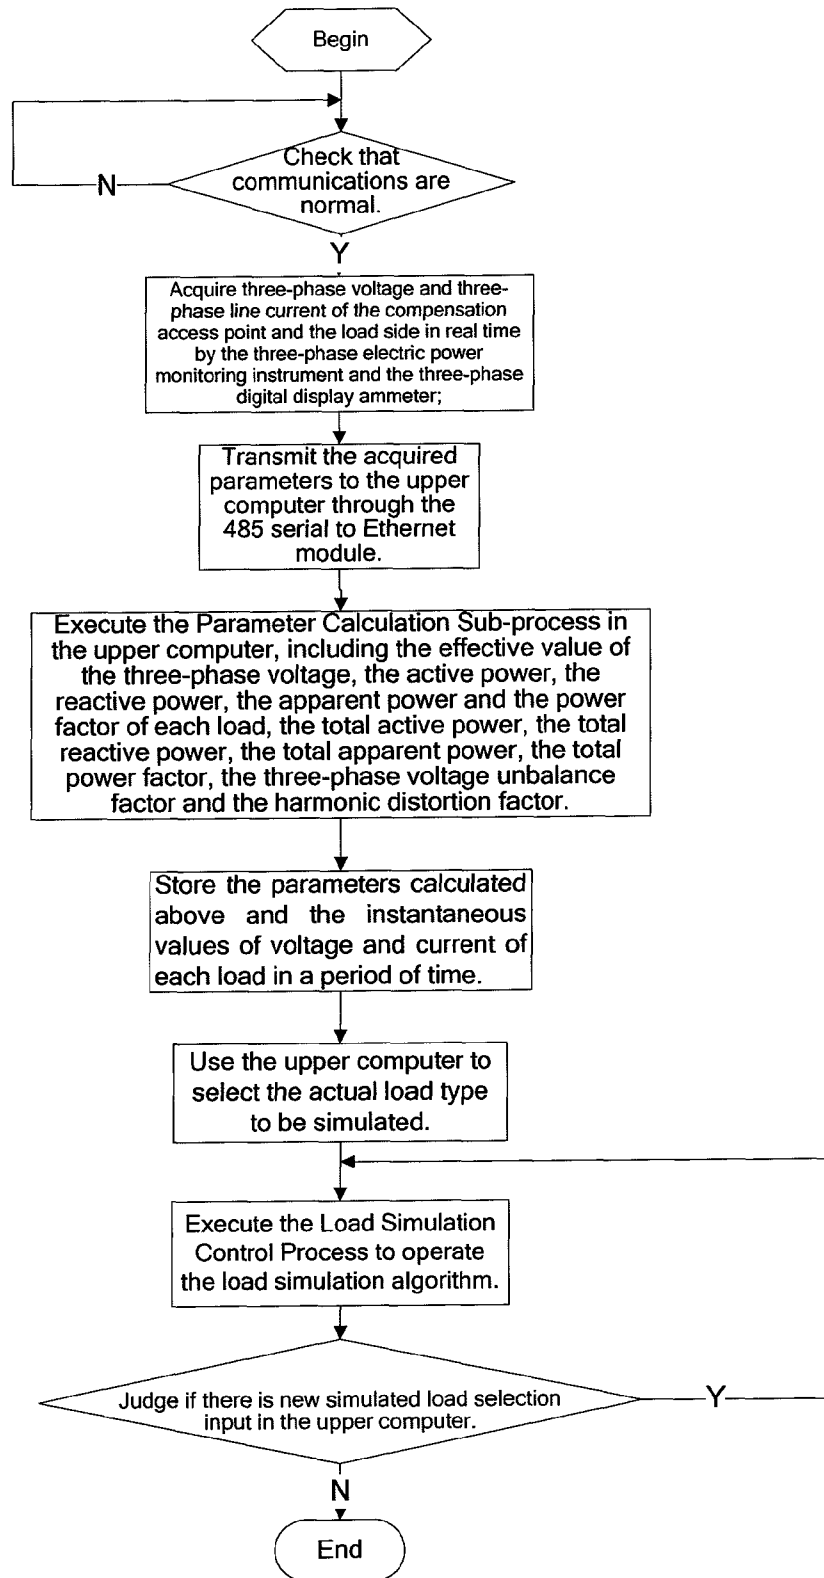 Begin
Check that
communications are
normal.
N
Y
Acquire three-phase voltage and three-
phase line current of the compensation
access point and the load side in real time
by the three-phase electric power
monitoring instrument and the three-phase
digital display ammeter;
Transmit the acquired
parameters to the upper
computer through the
485 serial to Ethernet
module.
Execute the Parameter Calculation Sub-process in
the upper computer, including the effective value of
the three-phase voltage, the active power, the
reactive power, the apparent power and the power
factor of each load, the total active power, the total
reactive power, the total apparent power, the total
power factor, the three-phase voltage unbalance
factor and the harmonic distortion factor.
Store the parameters calculated
above and the instantaneous
values of voltage and current of
each load in a period of time.
Use the upper computer to
select the actual load type
to be simulated.
Execute the Load Simulation
Control Process to operate
the load simulation algorithm.
Judge if there is new simulated load selection
input in the upper computer.
Y
N
End